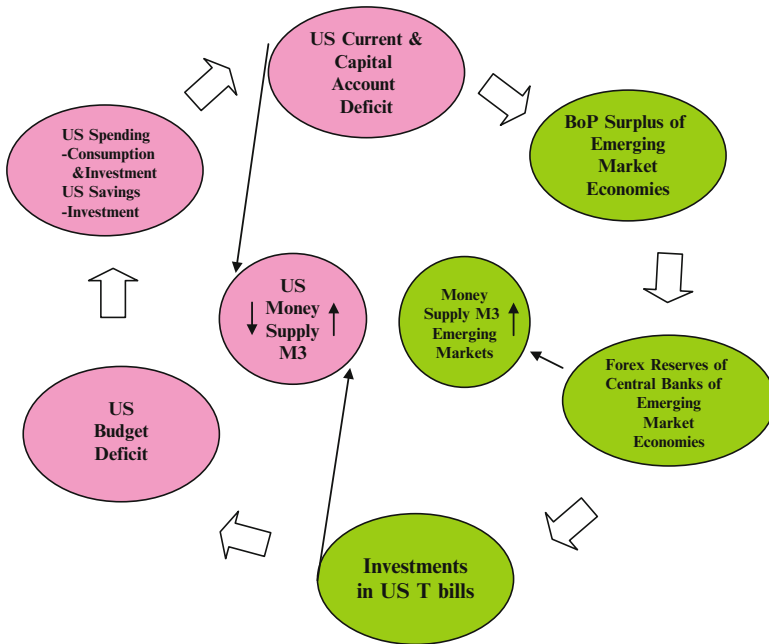 US Current &
Capital
Account
Deficit
BoP Surplus of
Emerging
Market
Economies
US Spending
-Consumption
&Investment
US Savings
-Investment
US
Money
Supply
M3
Money
Supply M3
Emerging
Markets
Forex Reserves of
Central Banks of
Emerging
Market
Economies
US
Budget
Deficit
Investments
in US T bills